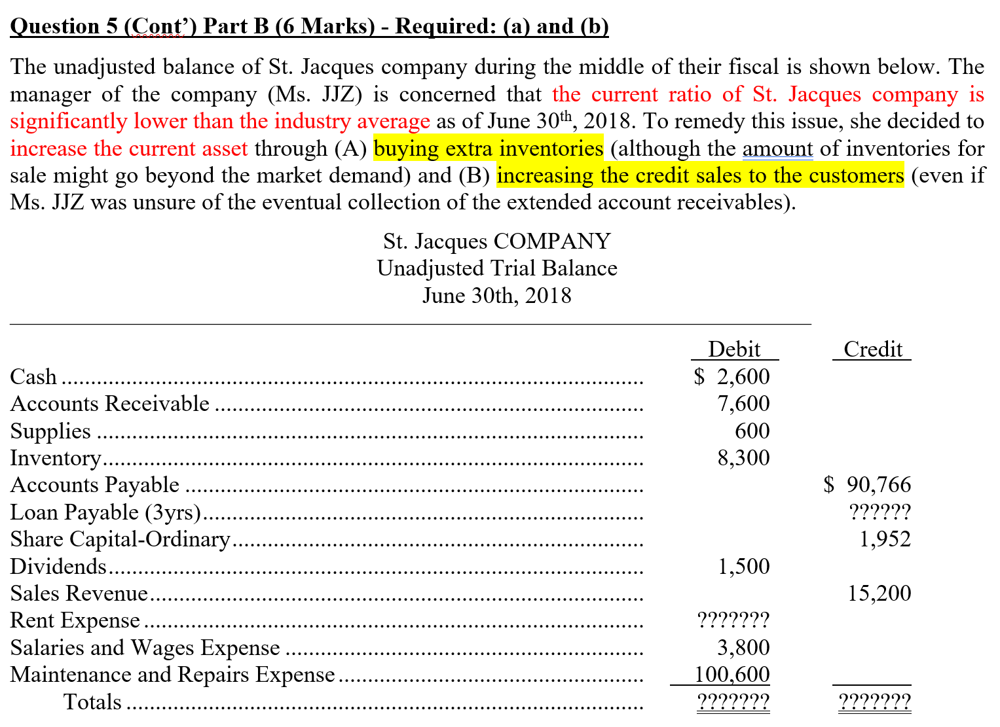 Question 5 (Cont’) Part B (6 Marks) - Required: (a) and (b)
The unadjusted balance of St. Jacques company during the middle of their fiscal is shown below. The
manager of the company (Ms. JJZ) is concerned that the current ratio of St. Jacques company is
significantly lower than the industry average as of June 30th, 2018. To remedy this issue, she decided to
increase the current asset through (A) buying extra inventories (although the amount of inventories for
sale might go beyond the market demand) and (B) increasing the credit sales to the customers (even if
Ms. JJZ was unsure of the eventual collection of the extended account receivables).
St. Jacques COMPANY
Unadjusted Trial Balance
June 30th, 2018
Debit Credit
Cash $ 2,600
Accounts Receivable 7,600
Supplies 600
Inventory 8,300
Accounts Payable $ 90,766
Loan Payable (3yrs) ??????
Share Capital-Ordinary 1,952
Dividends 1,500
Sales Revenue 15,200
Rent Expense ???????
Salaries and Wages Expense 3,800
Maintenance and Repairs Expense 100,600
Totals ??????? ???????